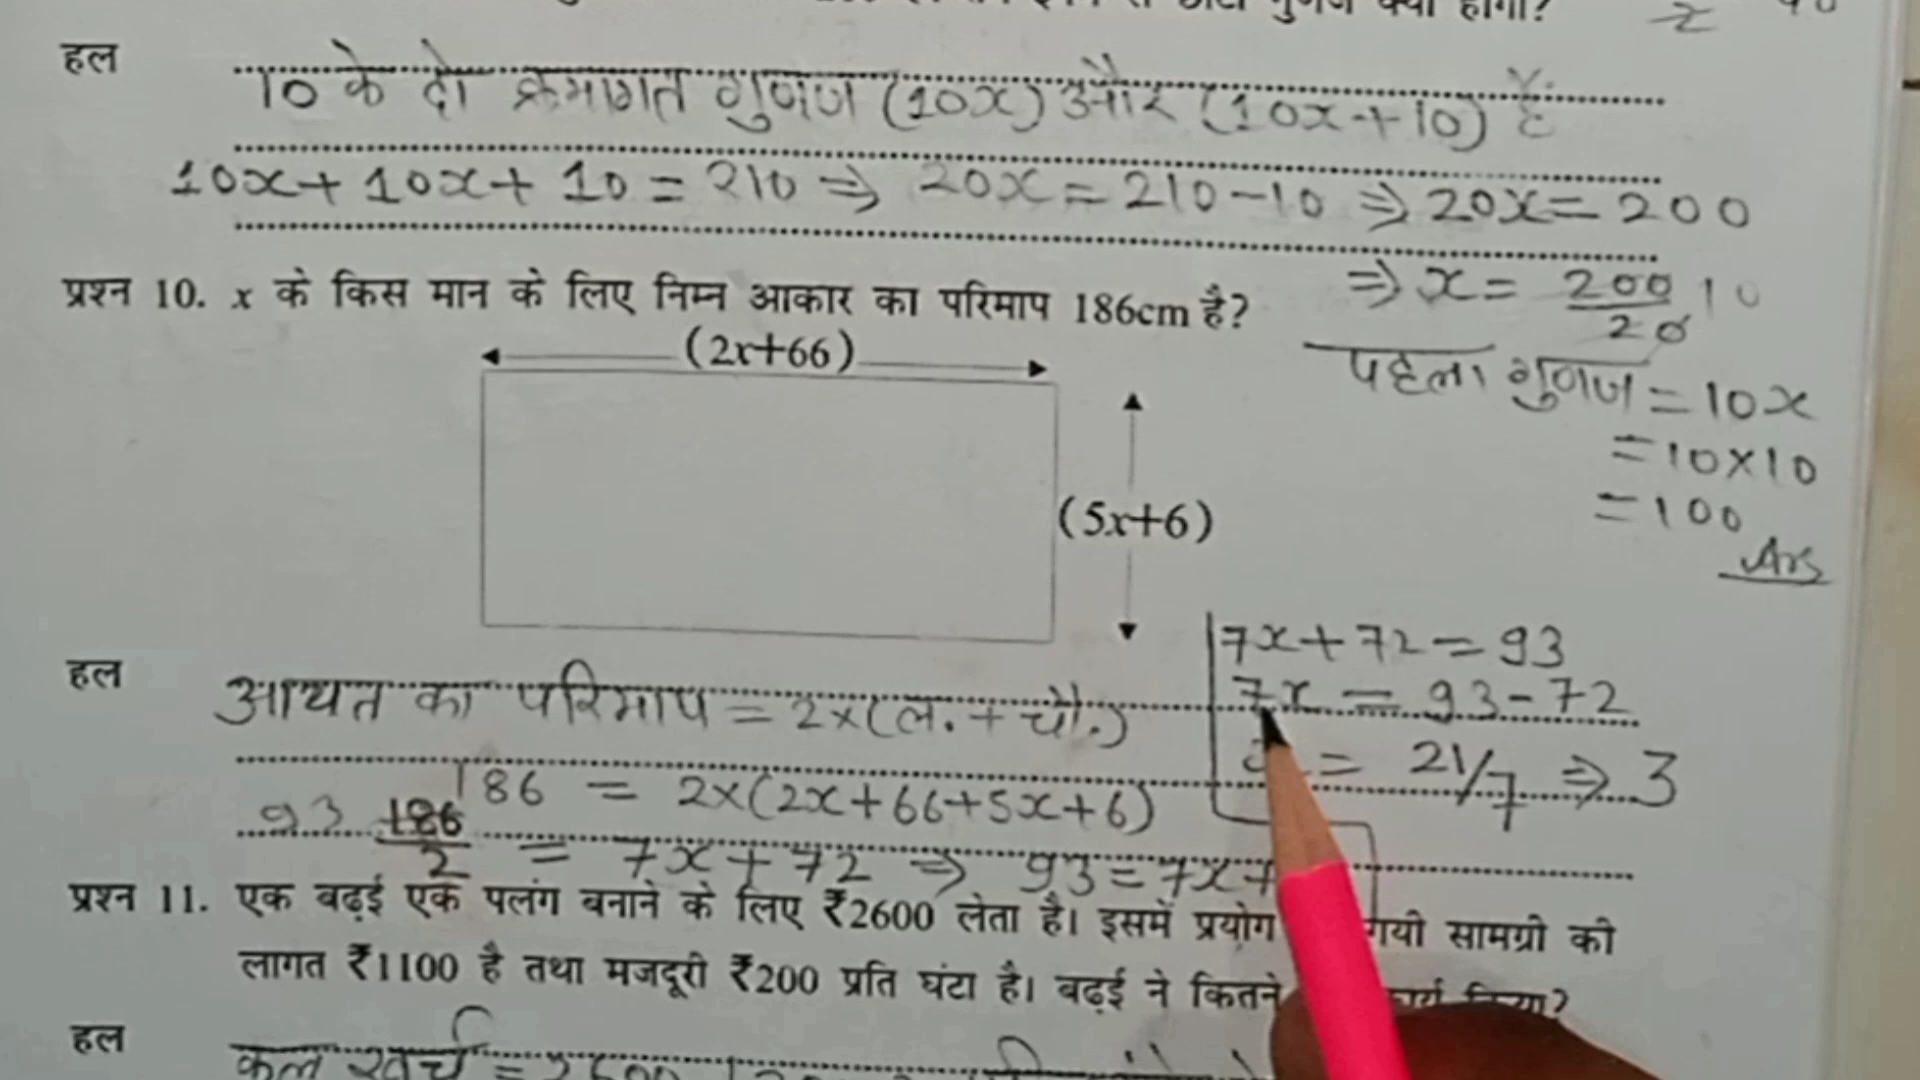 गुणज क्या होगा?
हल
10 के दो क्रमागत गुणज (10x) और (10x+10) हैं
10x+10x+10=210 ⇒ 20x=210-10 ⇒ 20x=200
⇒ x= 200/20 10
पहला गुणज = 10x
= 10×10
= 100
Ans
प्रश्न 10. x के किस मान के लिए निम्न आकार का परिमाप 186cm है?
(2x+66)
(5x+6)
हल
आयत का परिमाप = 2×(ल.+चौ.)
186 = 2×(2x+66+5x+6)
93 186/2 = 7x+72 ⇒ 93=7x+
7x+72=93
7x = 93-72
= 21/7 ⇒ 3
प्रश्न 11. एक बढ़ई एक पलंग बनाने के लिए ₹2600 लेता है। इसमें प्रयोग गयी सामग्री की
लागत ₹1100 है तथा मजदूरी ₹200 प्रति घंटा है। बढ़ई ने कितने कार्य किया?
हल
कुल खर्च = 2600